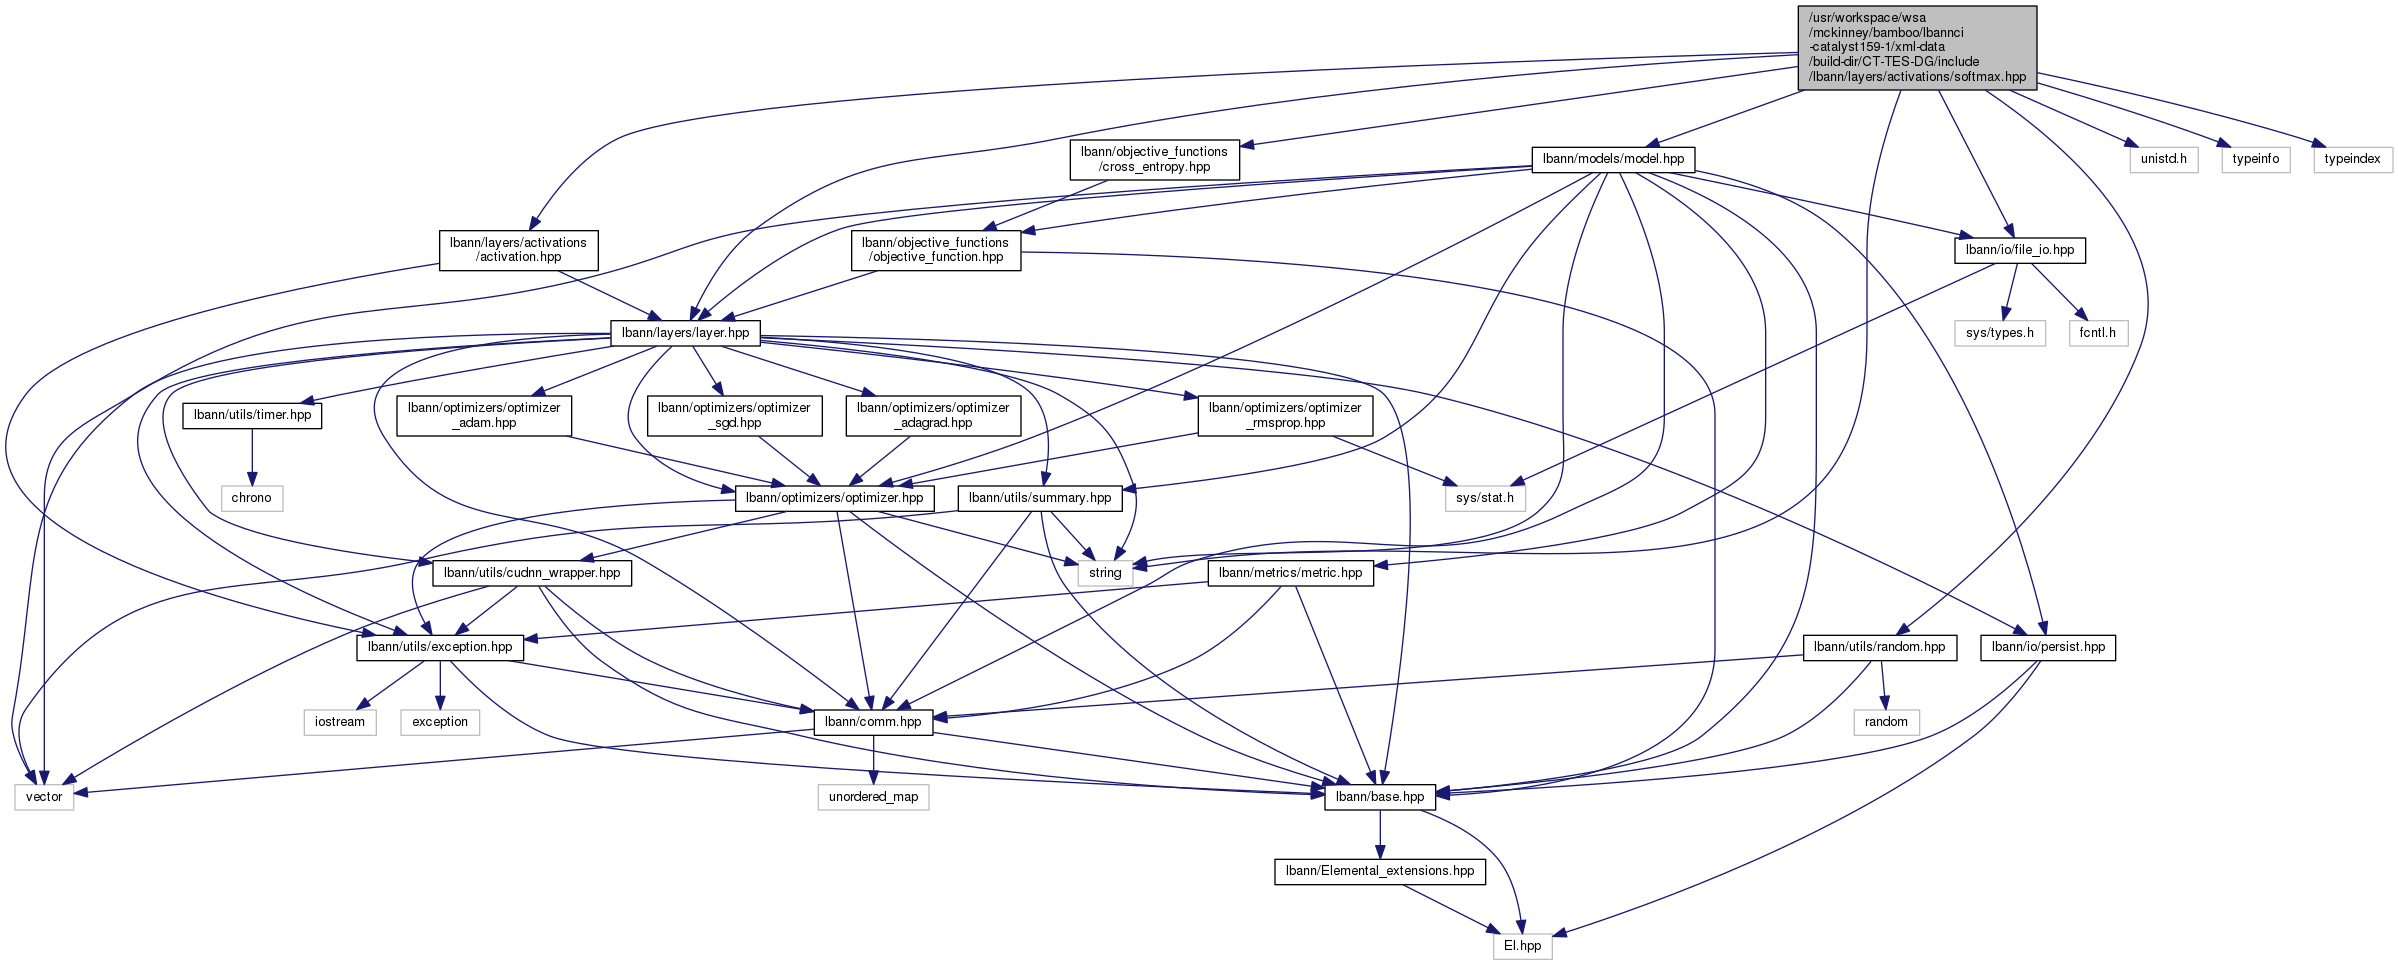 /usr/workspace/wsa
/mckinney/bamboo/lbannci
-catalyst159-1/xml-data
/build-dir/CT-TES-DG/include
/lbann/layers/activations/softmax.hpp
lbann/objective_functions
/cross_entropy.hpp
lbann/models/model.hpp
unistd.h
typeinfo
typeindex
lbann/layers/activations
/activation.hpp
lbann/objective_functions
/objective_function.hpp
lbann/io/file_io.hpp
lbann/layers/layer.hpp
sys/types.h
fcntl.h
lbann/utils/timer.hpp
lbann/optimizers/optimizer
_adam.hpp
lbann/optimizers/optimizer
_sgd.hpp
lbann/optimizers/optimizer
_adagrad.hpp
lbann/optimizers/optimizer
_rmsprop.hpp
chrono
lbann/optimizers/optimizer.hpp
lbann/utils/summary.hpp
sys/stat.h
lbann/utils/cudnn_wrapper.hpp
string
lbann/metrics/metric.hpp
lbann/utils/exception.hpp
lbann/utils/random.hpp
lbann/io/persist.hpp
iostream
exception
lbann/comm.hpp
random
vector
unordered_map
lbann/base.hpp
lbann/Elemental_extensions.hpp
El.hpp